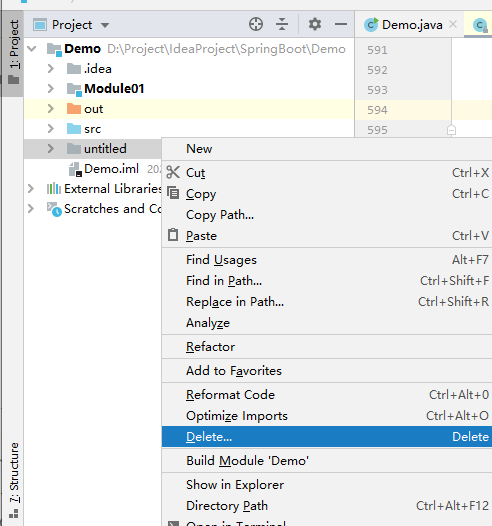 1: Project
Project
Demo.java
Demo D:\Project\IdeaProject\SpringBoot\Demo
.idea
Module01
out
src
untitled
Demo.iml 202
External Libraries
Scratches and Co
591
592
593
594
595
New
Cut Ctrl+X
Copy Ctrl+C
Copy Path...
Paste Ctrl+V
Find Usages Alt+F7
Find in Path... Ctrl+Shift+F
Replace in Path... Ctrl+Shift+R
Analyze
Refactor
Add to Favorites
Reformat Code Ctrl+Alt+0
Optimize Imports Ctrl+Alt+O
Delete... Delete
Build Module 'Demo'
Show in Explorer
Directory Path Ctrl+Alt+F12
Open in Terminal
7: Structure